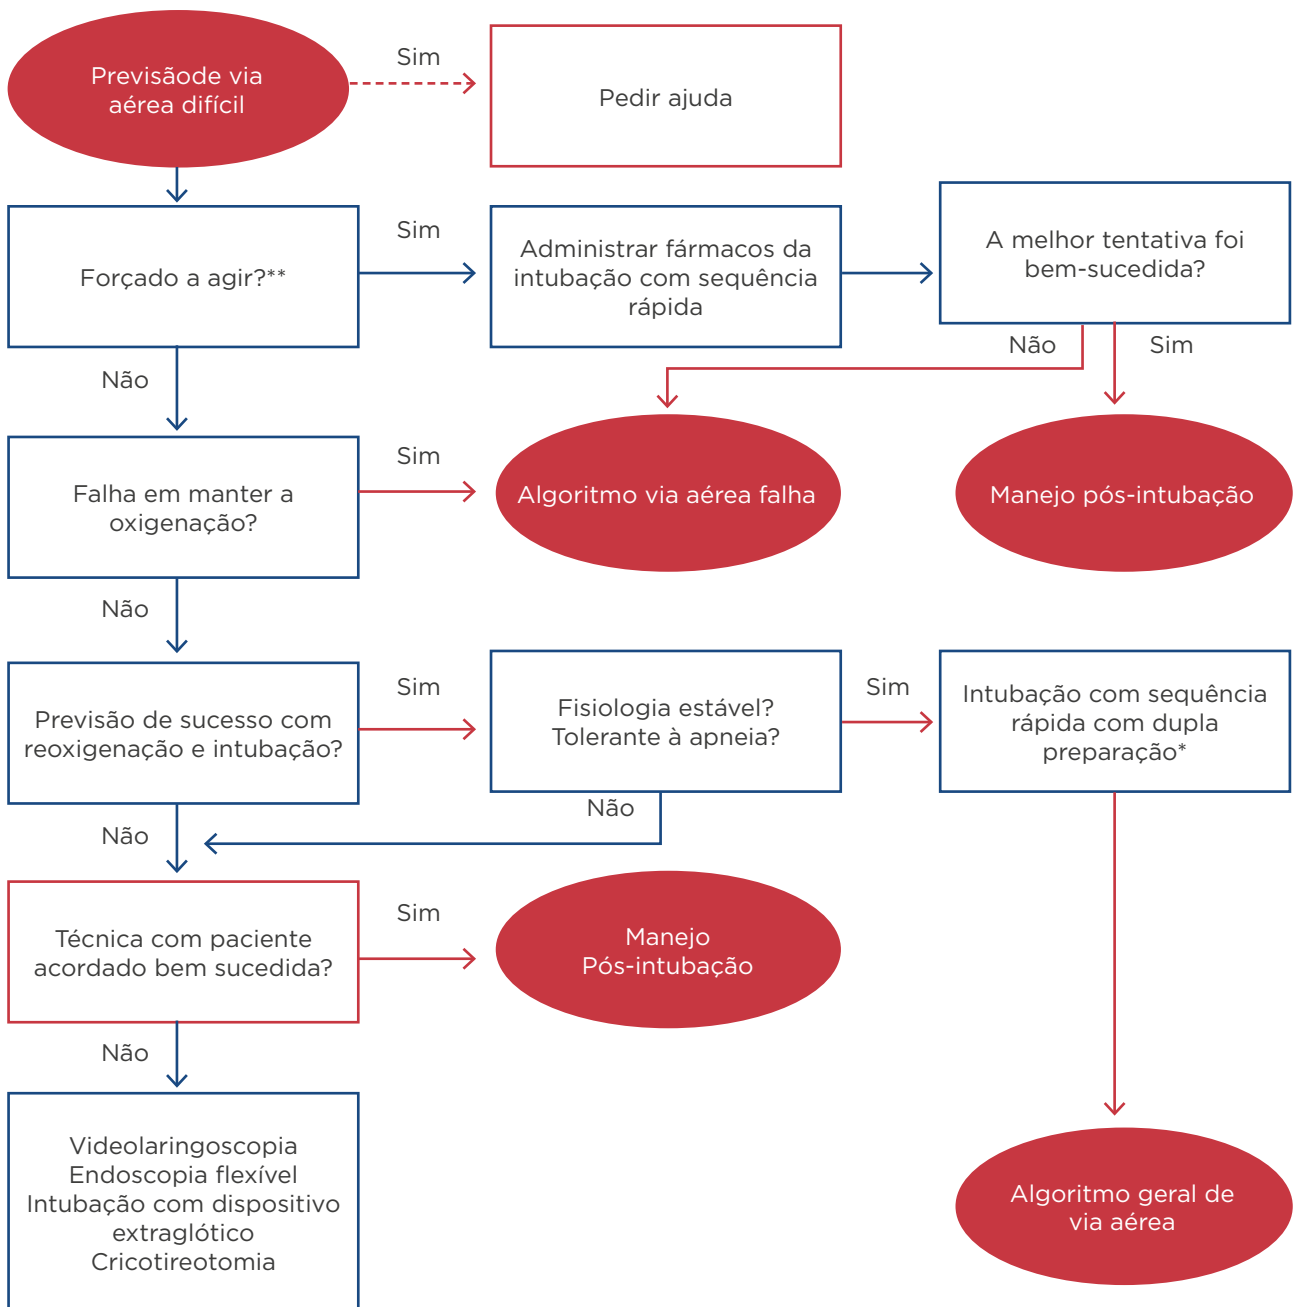 Previsãode via
aérea difícil
Sim
Pedir ajuda
Forçado a agir?**
Sim
Administrar fármacos da
intubação com sequência
rápida
A melhor tentativa foi
bem-sucedida?
Não
Sim
Não
Falha em manter a
oxigenação?
Sim
Algoritmo via aérea falha
Manejo pós-intubação
Não
Previsão de sucesso com
reoxigenação e intubação?
Sim
Fisiologia estável?
Tolerante à apneia?
Sim
Intubação com sequência
rápida com dupla
preparação*
Não
Não
Técnica com paciente
acordado bem sucedida?
Sim
Manejo
Pós-intubação
Não
Videolaringoscopia
Endoscopia flexível
Intubação com dispositivo
extraglótico
Cricotireotomia
Algoritmo geral de
via aérea